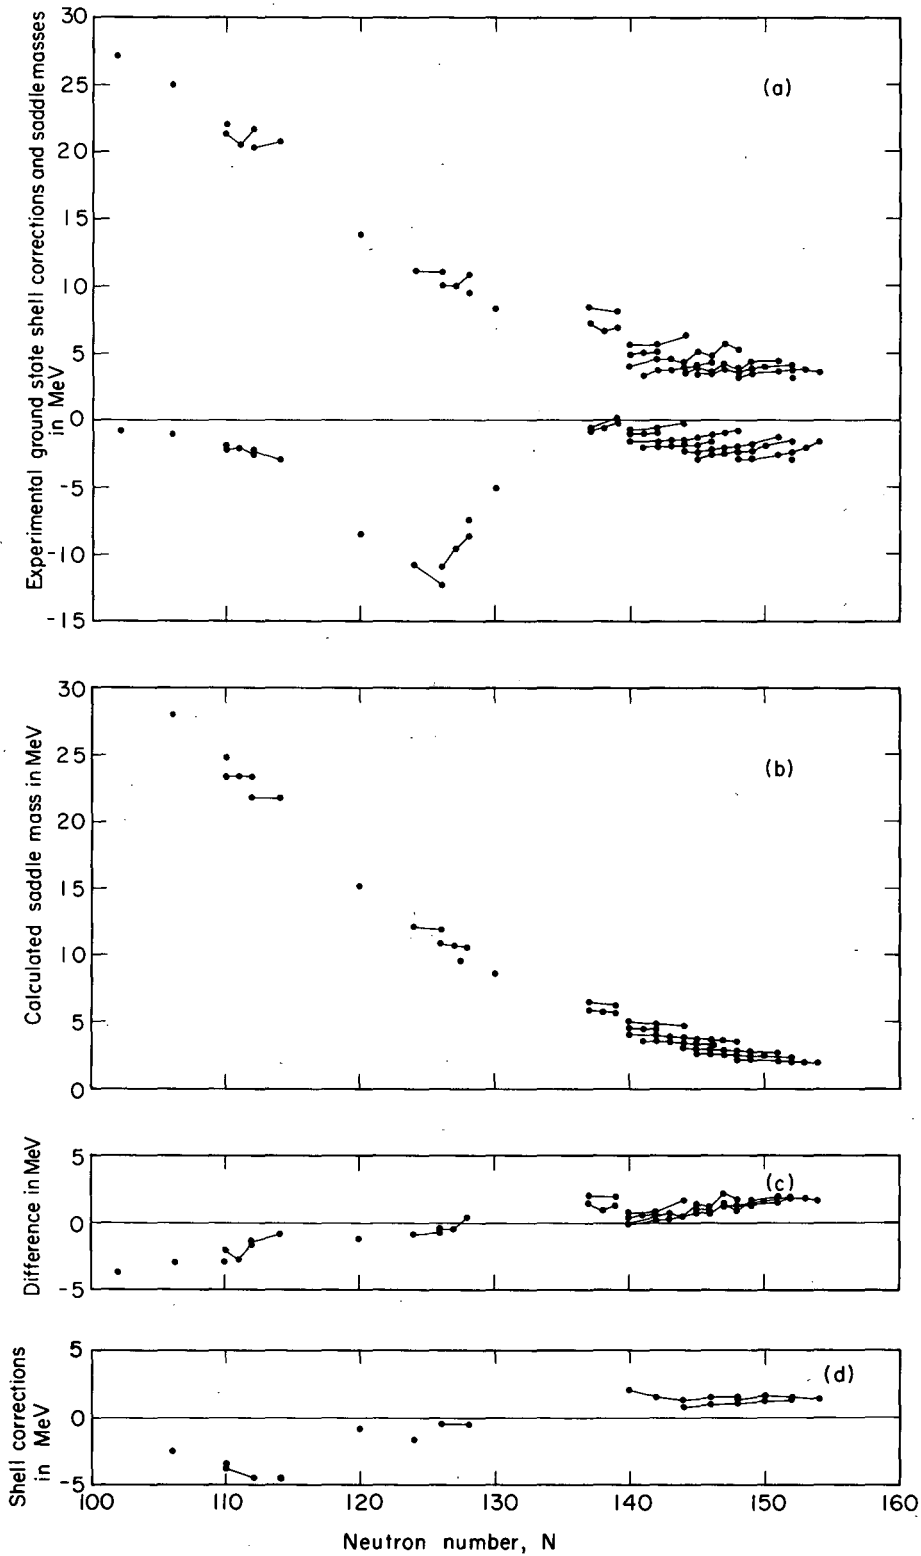 Experimental ground state shell corrections and saddle masses
in MeV
30
25
20
15
10
5
0
-5
-10
-15
(a)
Calculated saddle mass in MeV
30
25
20
15
10
5
0
(b)
Difference in MeV
5
0
-5
(c)
Shell corrections
in MeV
5
0
-5
(d)
100 110 120 130 140 150 160
Neutron number, N